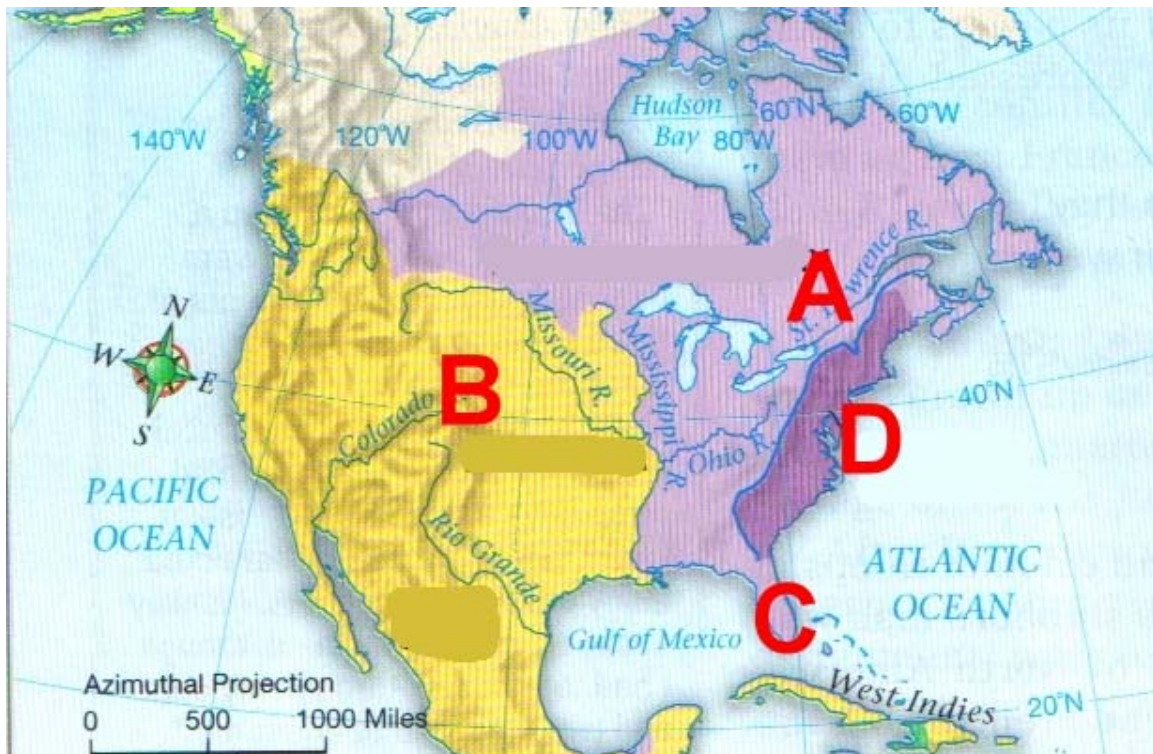 Hudson
Bay
60°N
60°W
140°W
120°W
100°W
80°W
A
St. Lawrence R.
N
W
E
S
Missouri R.
Mississippi R.
B
Colorado
40°N
D
Ohio R.
PACIFIC
OCEAN
Rio Grande
ATLANTIC
OCEAN
C
Gulf of Mexico
West Indies
20°N
Azimuthal Projection
0 500 1000 Miles